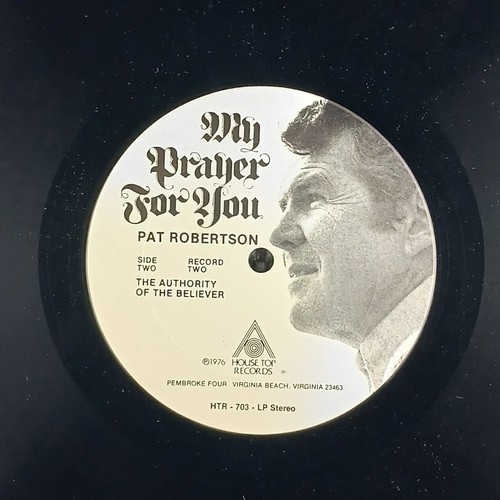 My
Prayer
For You
PAT ROBERTSON
SIDE TWO
RECORD TWO
THE AUTHORITY
OF THE BELIEVER
℗1976
HOUSE TOP
RECORDS
PEMBROKE FOUR VIRGINIA BEACH, VIRGINIA 23463
HTR - 703 - LP Stereo